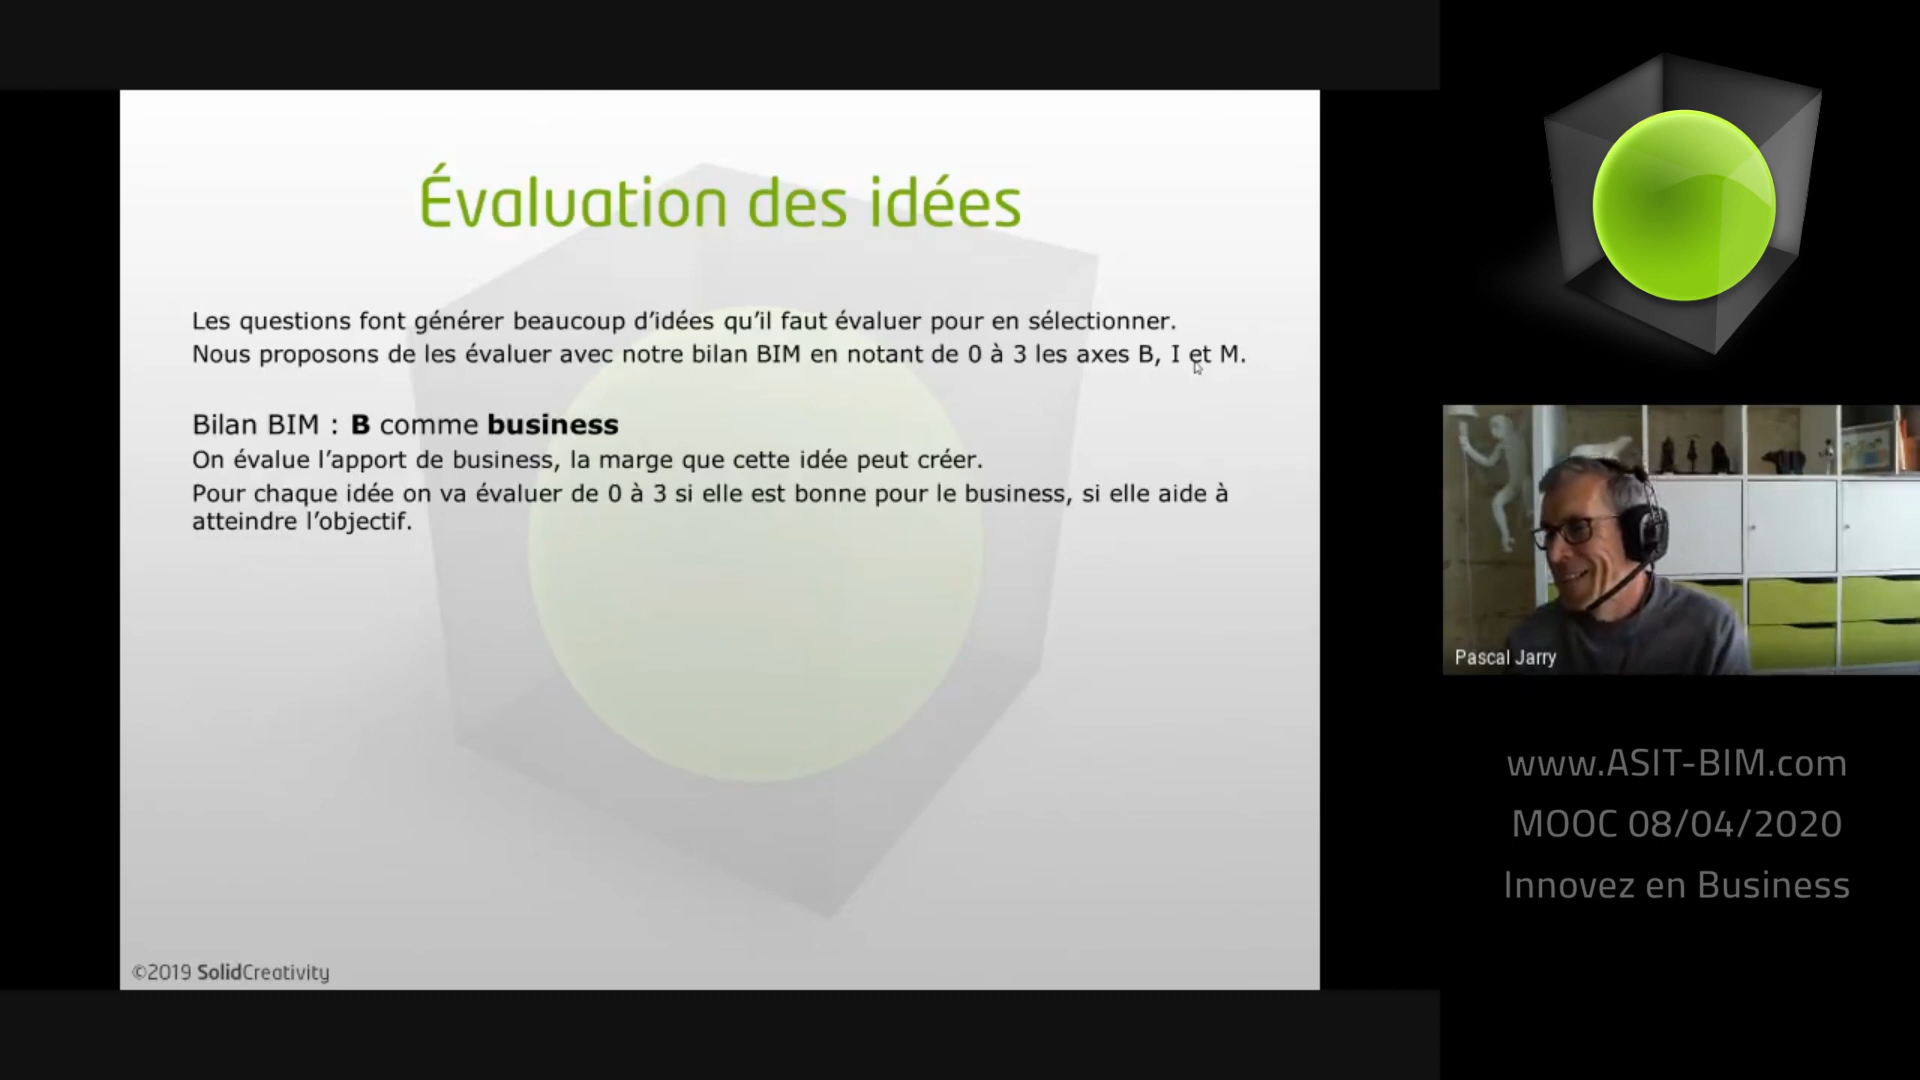 Évaluation des idées
Les questions font générer beaucoup d’idées qu’il faut évaluer pour en sélectionner.
Nous proposons de les évaluer avec notre bilan BIM en notant de 0 à 3 les axes B, I et M.
Bilan BIM : B comme business
On évalue l’apport de business, la marge que cette idée peut créer.
Pour chaque idée on va évaluer de 0 à 3 si elle est bonne pour le business, si elle aide à
atteindre l’objectif.
©2019 SolidCreativity
Pascal Jarry
www.ASIT-BIM.com
MOOC 08/04/2020
Innovez en Business